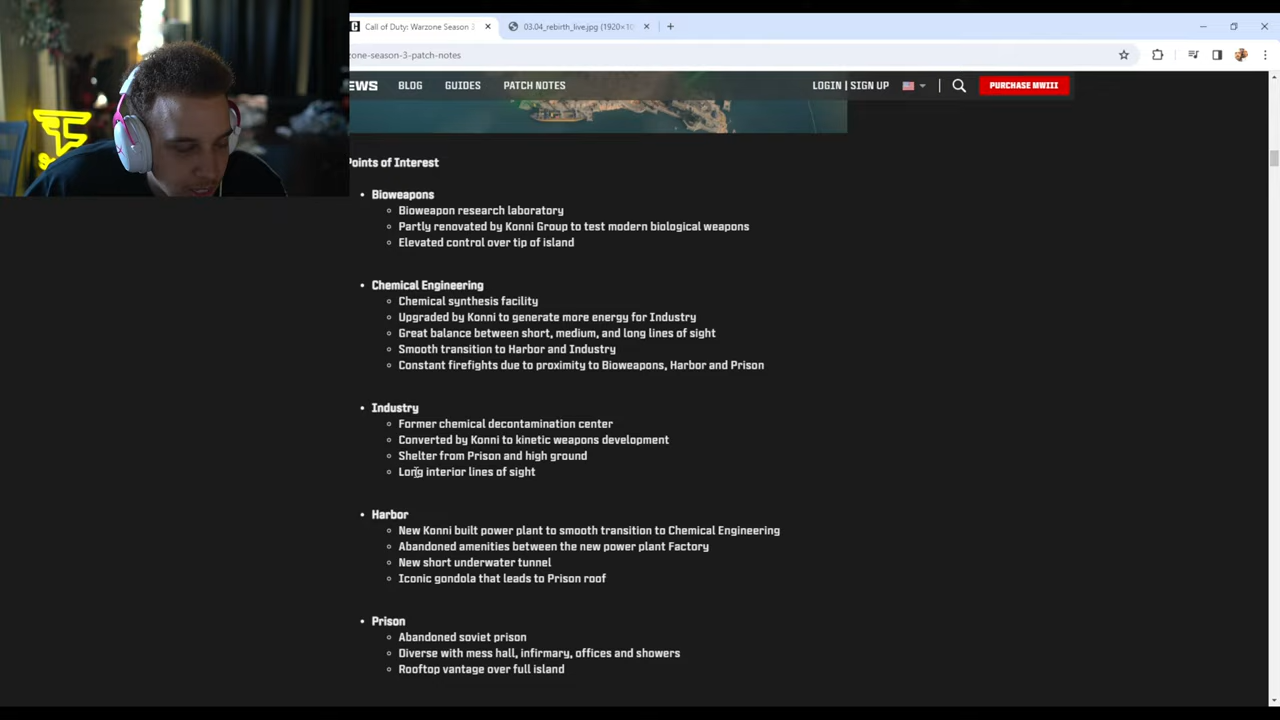 Call of Duty: Warzone Season 3
03.04_rebirth_live.jpg (1920×10
zone-season-3-patch-notes
EWS BLOG GUIDES PATCH NOTES LOGIN | SIGN UP PURCHASE MWIII
Points of Interest
• Bioweapons
Bioweapon research laboratory
Partly renovated by Konni Group to test modern biological weapons
Elevated control over tip of island
• Chemical Engineering
Chemical synthesis facility
Upgraded by Konni to generate more energy for Industry
Great balance between short, medium, and long lines of sight
Smooth transition to Harbor and Industry
Constant firefights due to proximity to Bioweapons, Harbor and Prison
• Industry
Former chemical decontamination center
Converted by Konni to kinetic weapons development
Shelter from Prison and high ground
Long interior lines of sight
• Harbor
New Konni built power plant to smooth transition to Chemical Engineering
Abandoned amenities between the new power plant Factory
New short underwater tunnel
Iconic gondola that leads to Prison roof
• Prison
Abandoned soviet prison
Diverse with mess hall, infirmary, offices and showers
Rooftop vantage over full island